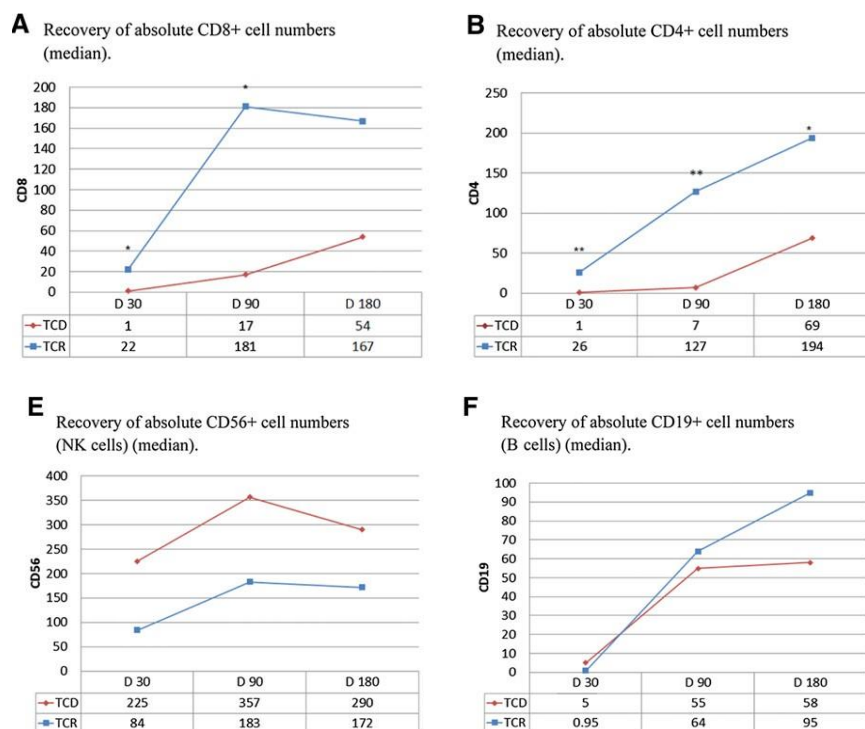 A Recovery of absolute CD8+ cell numbers
(median).
200
180
160
140
120
100
80
60
40
20
0
CD8
*
*
D 30 D 90 D 180
TCD 1 17 54
TCR 22 181 167
B Recovery of absolute CD4+ cell numbers
(median).
250
200
150
100
50
0
CD4
**
**
*
D 30 D 90 D 180
TCD 1 7 69
TCR 26 127 194
E Recovery of absolute CD56+ cell numbers
(NK cells) (median).
400
350
300
250
200
150
100
50
0
CD56
D 30 D 90 D 180
TCD 225 357 290
TCR 84 183 172
F Recovery of absolute CD19+ cell numbers
(B cells) (median).
100
90
80
70
60
50
40
30
20
10
0
CD19
D 30 D 90 D 180
TCD 5 55 58
TCR 0.95 64 95